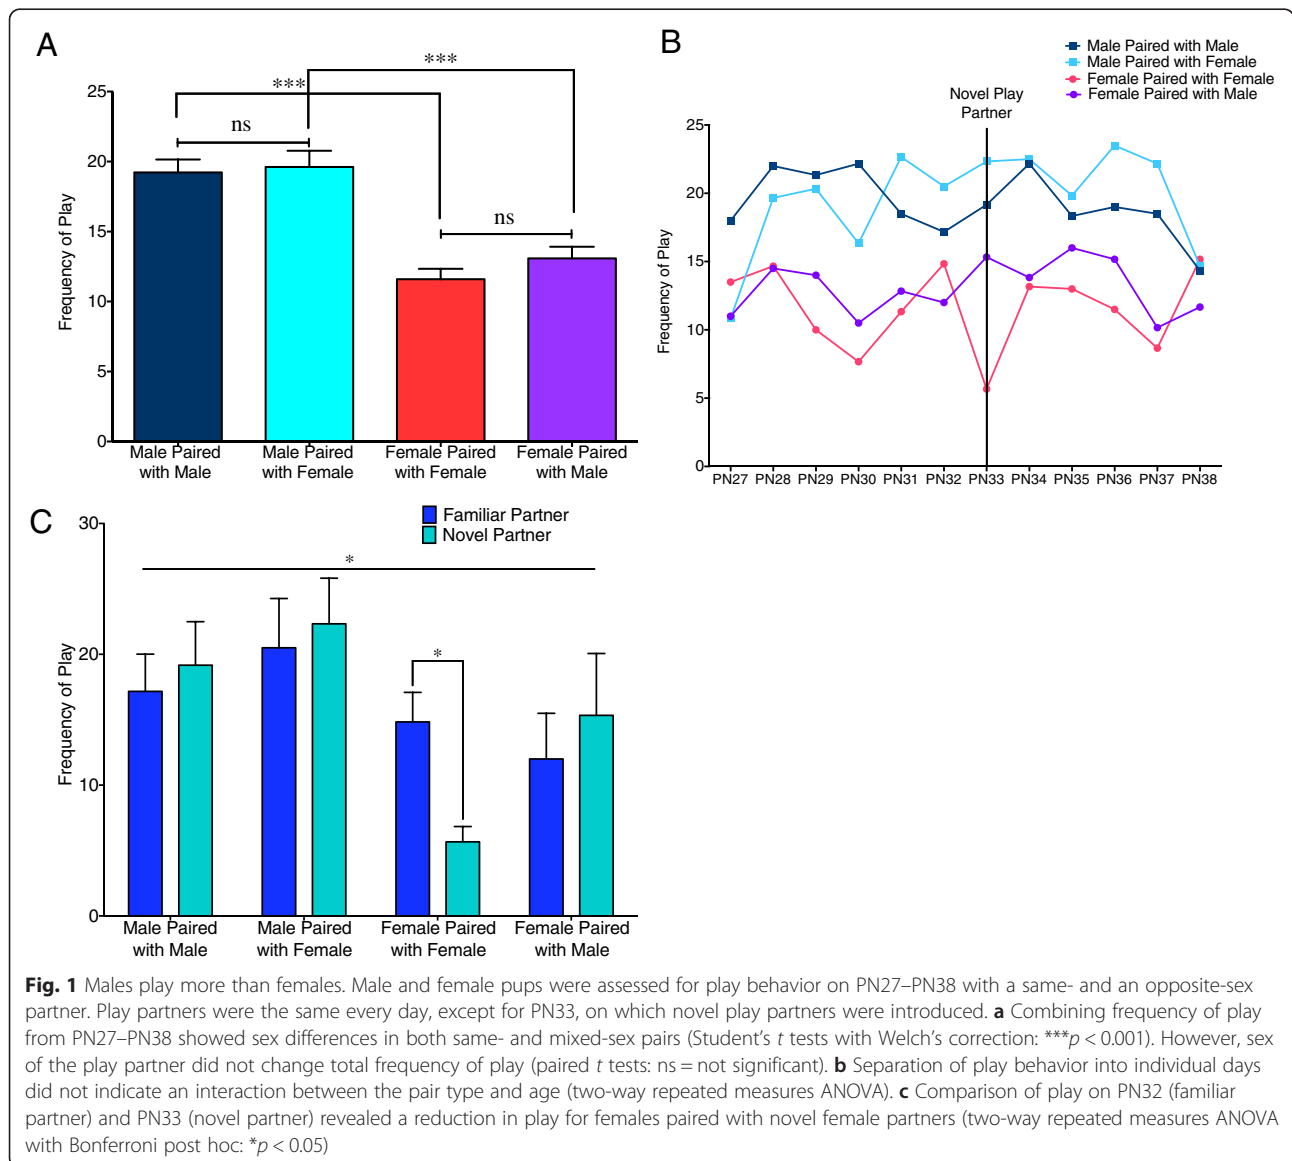 A
***
***
ns
ns
Frequency of Play
25
20
15
10
5
0
Male Paired with Male
Male Paired with Female
Female Paired with Female
Female Paired with Male
B
Male Paired with Male
Male Paired with Female
Female Paired with Female
Female Paired with Male
Novel Play
Partner
Frequency of Play
25
20
15
10
5
0
PN27 PN28 PN29 PN30 PN31 PN32 PN33 PN34 PN35 PN36 PN37 PN38
C
Familiar Partner
Novel Partner
*
*
Frequency of Play
30
20
10
0
Male Paired with Male
Male Paired with Female
Female Paired with Female
Female Paired with Male
Fig. 1 Males play more than females. Male and female pups were assessed for play behavior on PN27–PN38 with a same- and an opposite-sex
partner. Play partners were the same every day, except for PN33, on which novel play partners were introduced. a Combining frequency of play
from PN27–PN38 showed sex differences in both same- and mixed-sex pairs (Student's t tests with Welch's correction: ***p < 0.001). However, sex
of the play partner did not change total frequency of play (paired t tests: ns = not significant). b Separation of play behavior into individual days
did not indicate an interaction between the pair type and age (two-way repeated measures ANOVA). c Comparison of play on PN32 (familiar
partner) and PN33 (novel partner) revealed a reduction in play for females paired with novel female partners (two-way repeated measures ANOVA
with Bonferroni post hoc: *p < 0.05)